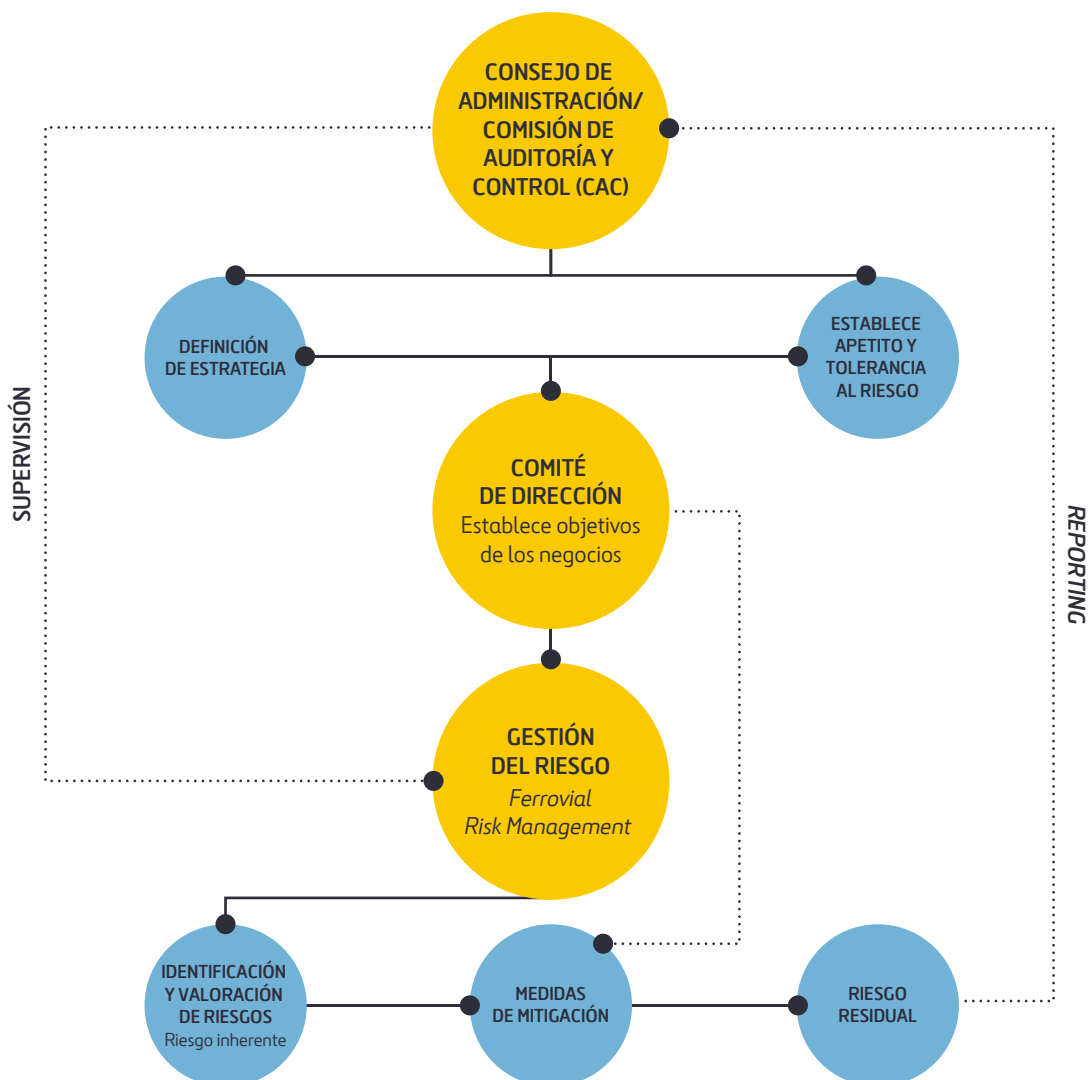 CONSEJO DE
ADMINISTRACIÓN/
COMISIÓN DE
AUDITORÍA Y
CONTROL (CAC)
DEFINICIÓN
DE ESTRATEGIA
ESTABLECE
APETITO Y
TOLERANCIA
AL RIESGO
SUPERVISIÓN
COMITÉ
DE DIRECCIÓN
Establece objetivos
de los negocios
REPORTING
GESTIÓN
DEL RIESGO
Ferrovial
Risk Management
IDENTIFICACIÓN
Y VALORACIÓN
DE RIESGOS
Riesgo inherente
MEDIDAS
DE MITIGACIÓN
RIESGO
RESIDUAL